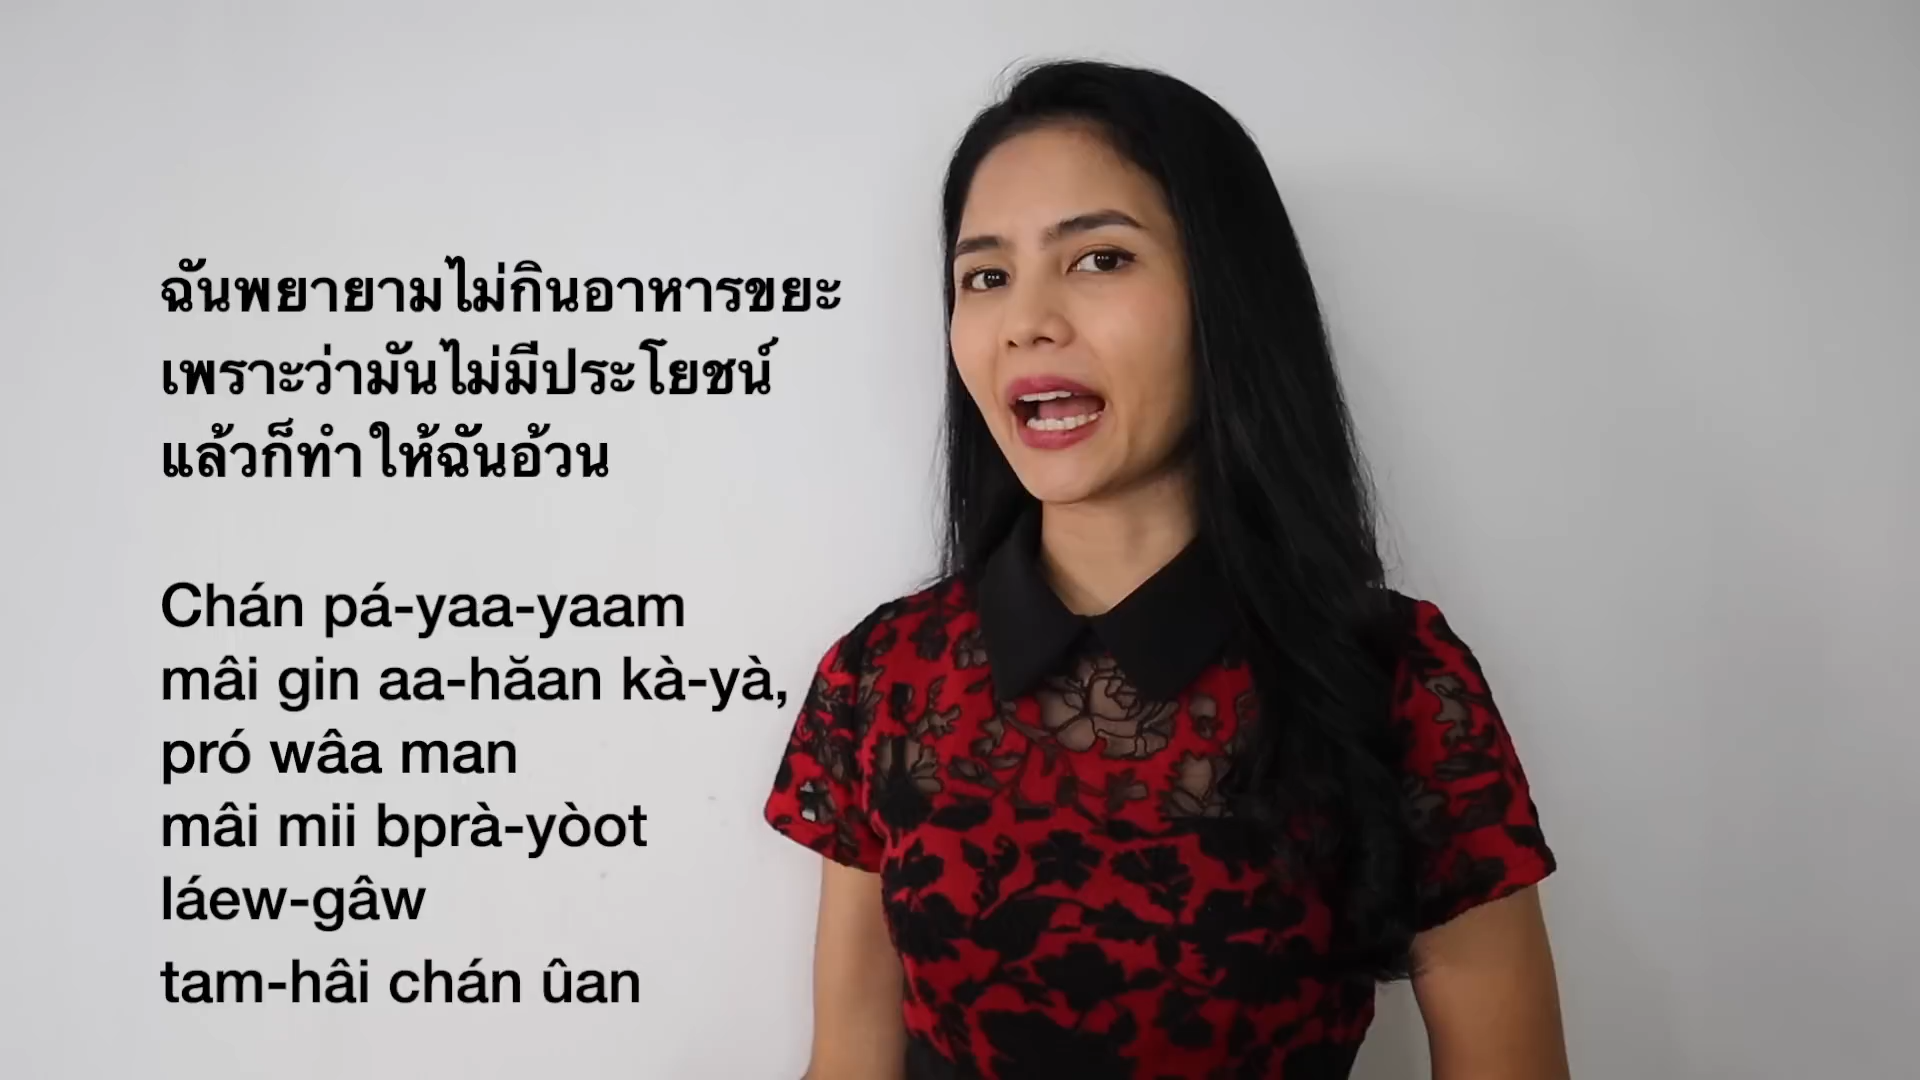 ฉันพยายามไม่กินอาหารขยะ
เพราะว่ามันไม่มีประโยชน์
แล้วก็ทำให้ฉันอ้วน
Chán pá-yaa-yaam
mâi gin aa-hăan kà-yà,
pró wâa man
mâi mii bprà-yòot
láew-gâw
tam-hâi chán ûan